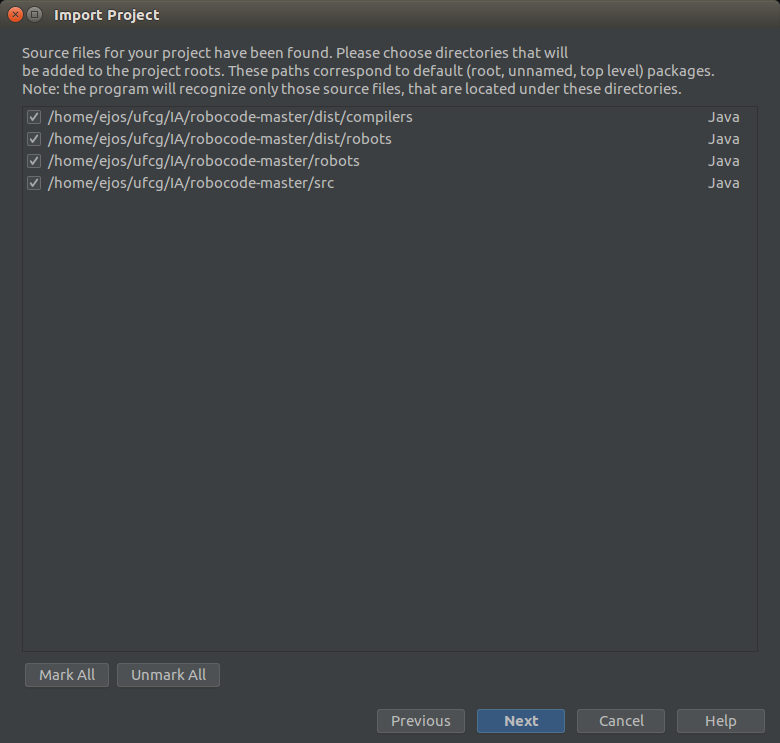 Import Project
Source files for your project have been found. Please choose directories that will
be added to the project roots. These paths correspond to default (root, unnamed, top level) packages.
Note: the program will recognize only those source files, that are located under these directories.
/home/ejos/ufcg/IA/robocode-master/dist/compilers Java
/home/ejos/ufcg/IA/robocode-master/dist/robots Java
/home/ejos/ufcg/IA/robocode-master/robots Java
/home/ejos/ufcg/IA/robocode-master/src Java
Mark All Unmark All
Previous Next Cancel Help